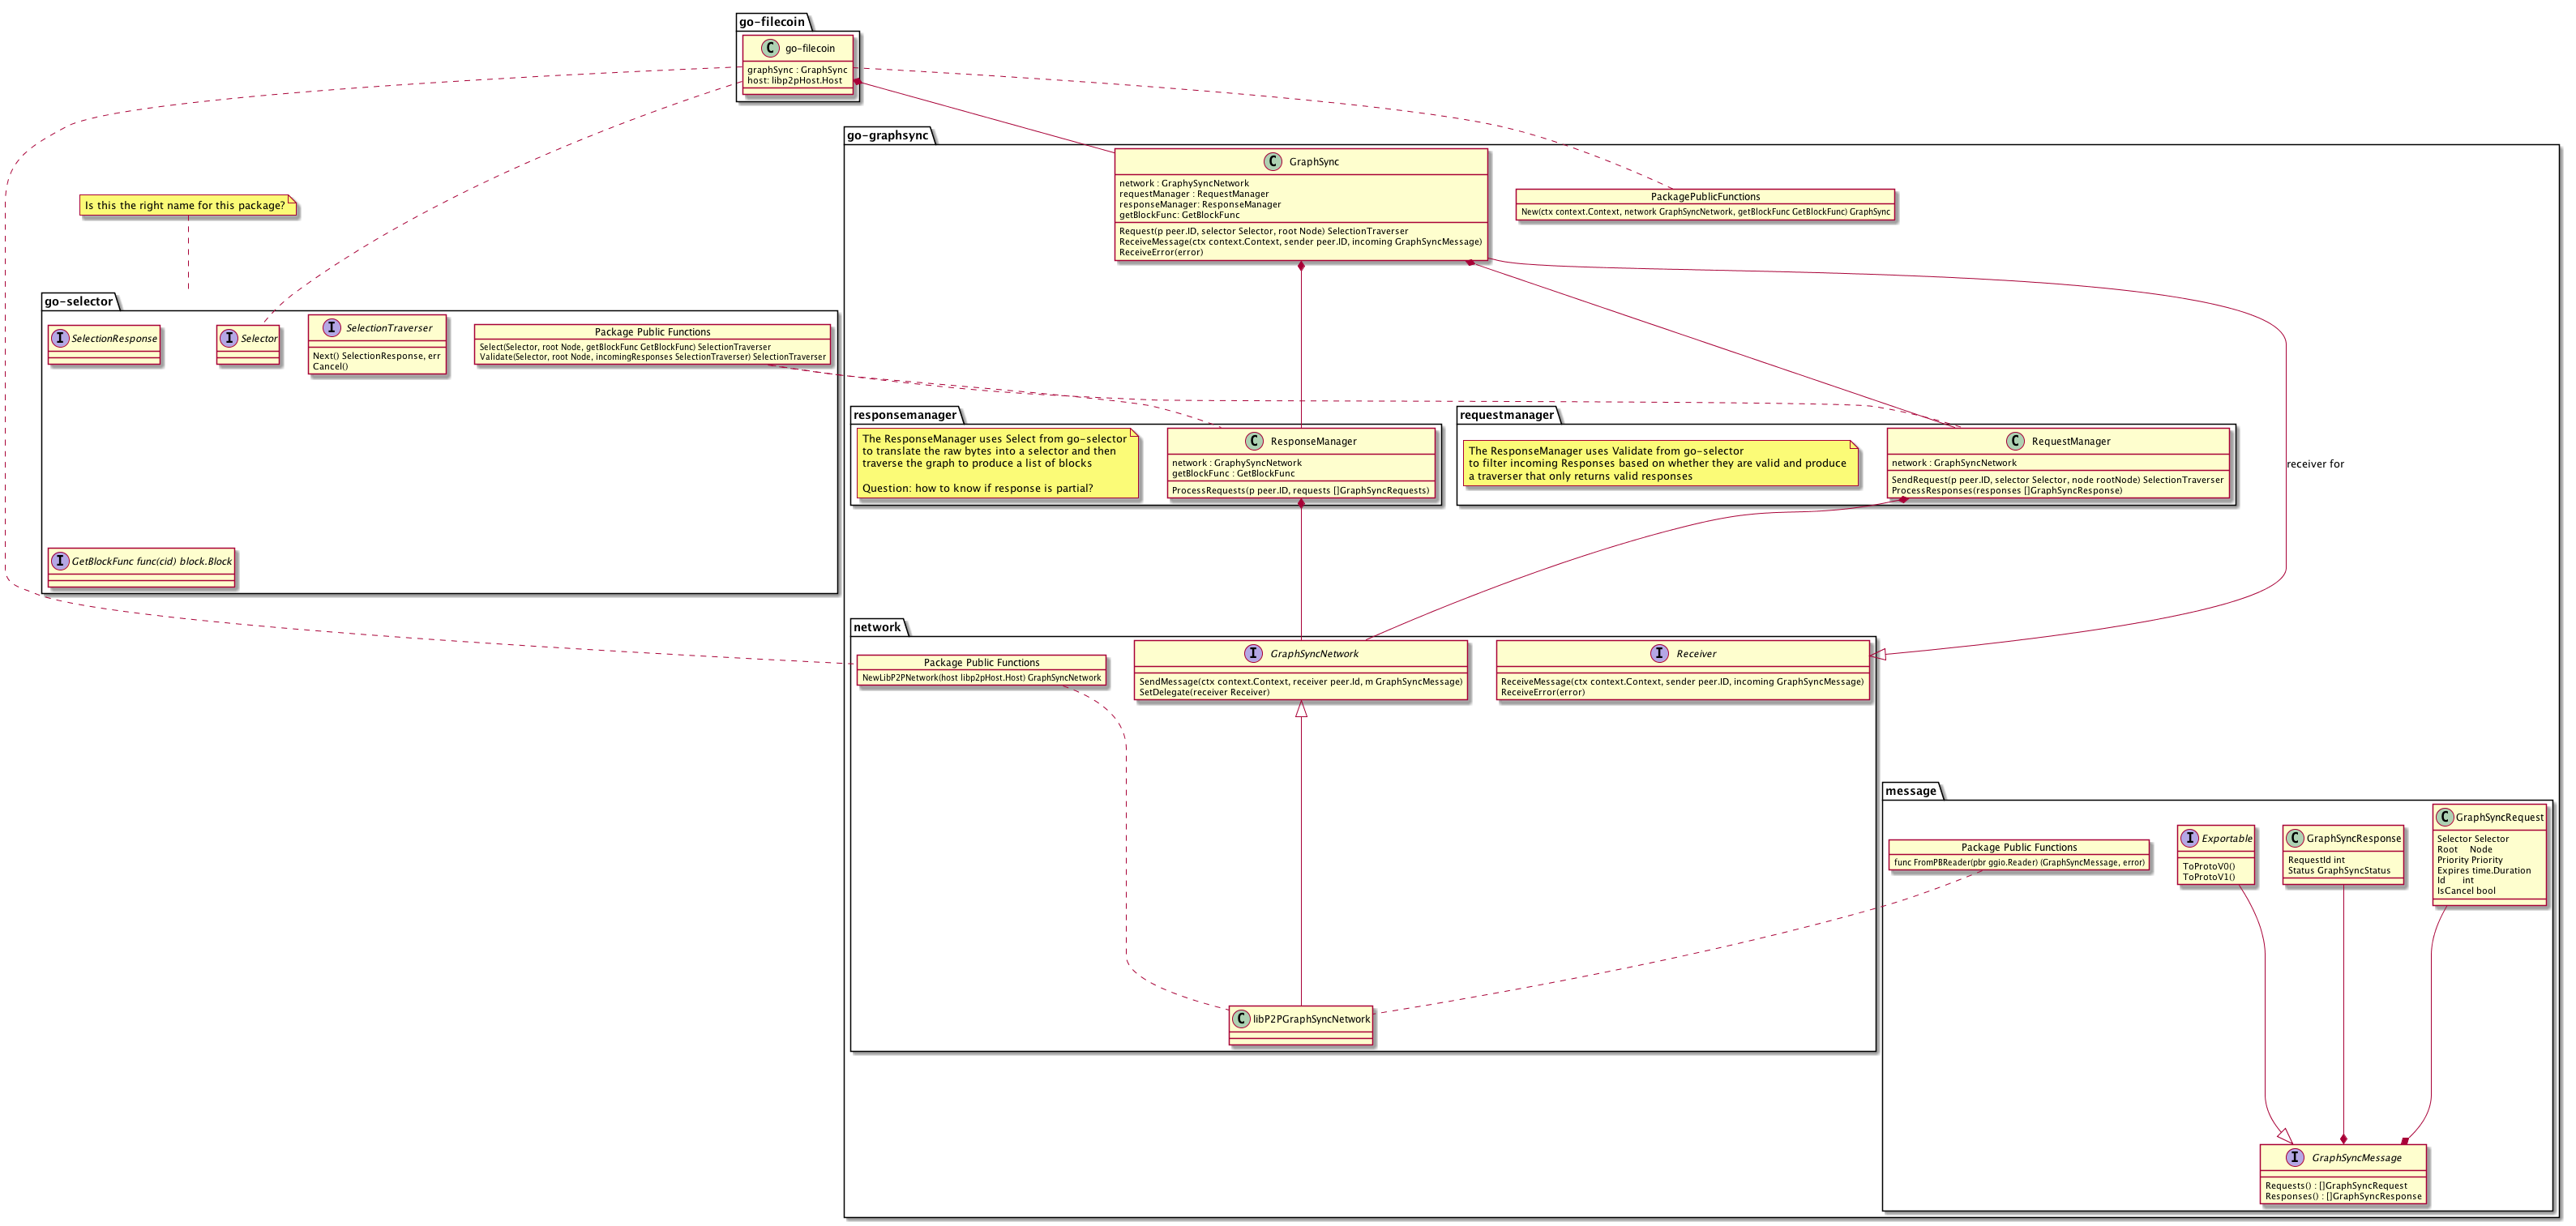 go-filecoin
C go-filecoin
graphSync : GraphSync
host: libp2pHost.Host
go-graphsync
C GraphSync
network : GraphySyncNetwork
requestManager : RequestManager
responseManager: ResponseManager
getBlockFunc: GetBlockFunc
Request(p peer.ID, selector Selector, root Node) SelectionTraverser
ReceiveMessage(ctx context.Context, sender peer.ID, incoming GraphSyncMessage)
ReceiveError(error)
PackagePublicFunctions
New(ctx context.Context, network GraphSyncNetwork, getBlockFunc GetBlockFunc) GraphSync
Is this the right name for this package?
go-selector
I SelectionResponse
I Selector
I SelectionTraverser
Next() SelectionResponse, err
Cancel()
Package Public Functions
Select(Selector, root Node, getBlockFunc GetBlockFunc) SelectionTraverser
Validate(Selector, root Node, incomingResponses SelectionTraverser) SelectionTraverser
I GetBlockFunc func(cid) block.Block
responsemanager
The ResponseManager uses Select from go-selector
to translate the raw bytes into a selector and then
traverse the graph to produce a list of blocks
Question: how to know if response is partial?
C ResponseManager
network : GraphySyncNetwork
getBlockFunc : GetBlockFunc
ProcessRequests(p peer.ID, requests []GraphSyncRequests)
requestmanager
The ResponseManager uses Validate from go-selector
to filter incoming Responses based on whether they are valid and produce
a traverser that only returns valid responses
C RequestManager
network : GraphSyncNetwork
SendRequest(p peer.ID, selector Selector, node rootNode) SelectionTraverser
ProcessResponses(responses []GraphSyncResponse)
receiver for
network
Package Public Functions
NewLibP2PNetwork(host libp2pHost.Host) GraphSyncNetwork
I GraphSyncNetwork
SendMessage(ctx context.Context, receiver peer.Id, m GraphSyncMessage)
SetDelegate(receiver Receiver)
I Receiver
ReceiveMessage(ctx context.Context, sender peer.ID, incoming GraphSyncMessage)
ReceiveError(error)
C libP2PGraphSyncNetwork
message
Package Public Functions
func FromPBReader(pbr ggio.Reader) (GraphSyncMessage, error)
I Exportable
ToProtoV0()
ToProtoV1()
C GraphSyncResponse
RequestId int
Status GraphSyncStatus
C GraphSyncRequest
Selector Selector
Root Node
Priority Priority
Expires time.Duration
Id int
IsCancel bool
I GraphSyncMessage
Requests() : []GraphSyncRequest
Responses() : []GraphSyncResponse